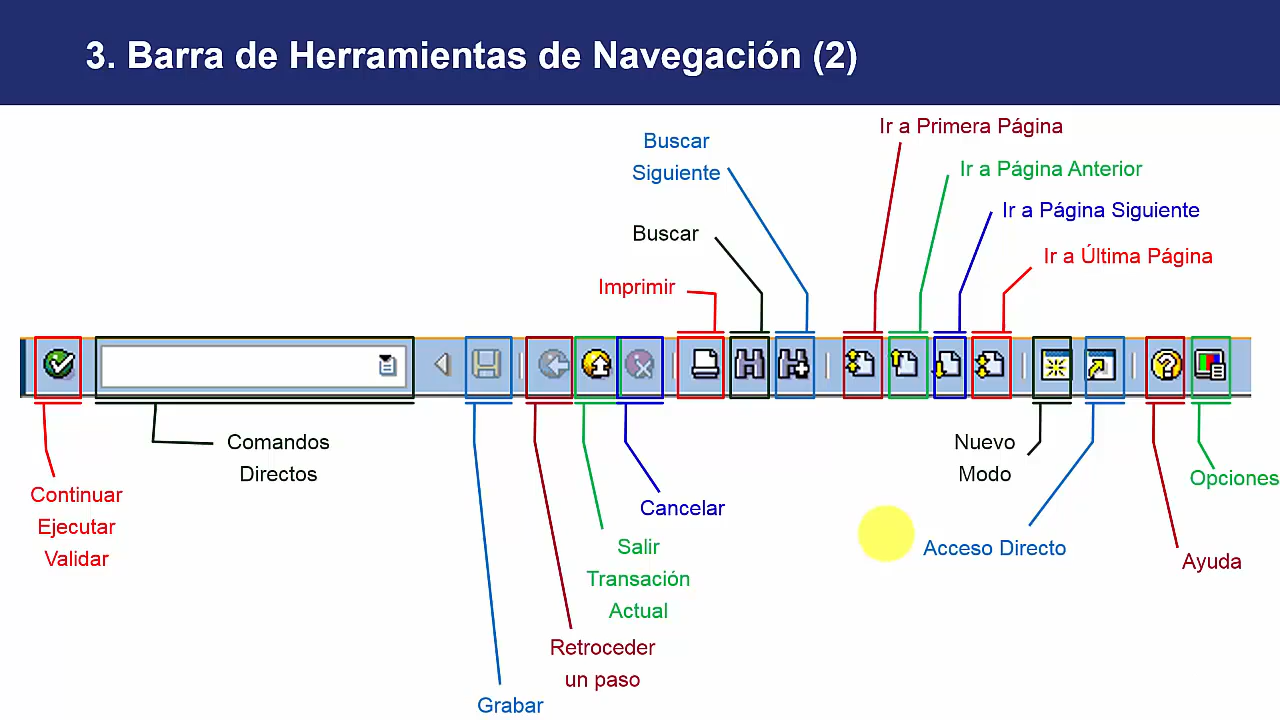 3. Barra de Herramientas de Navegación (2)
Ir a Primera Página
Buscar
Siguiente
Ir a Página Anterior
Ir a Página Siguiente
Buscar
Ir a Última Página
Imprimir
Comandos
Directos
Nuevo
Modo
Opciones
Continuar
Ejecutar
Validar
Cancelar
Salir
Transación
Actual
Acceso Directo
Ayuda
Retroceder
un paso
Grabar